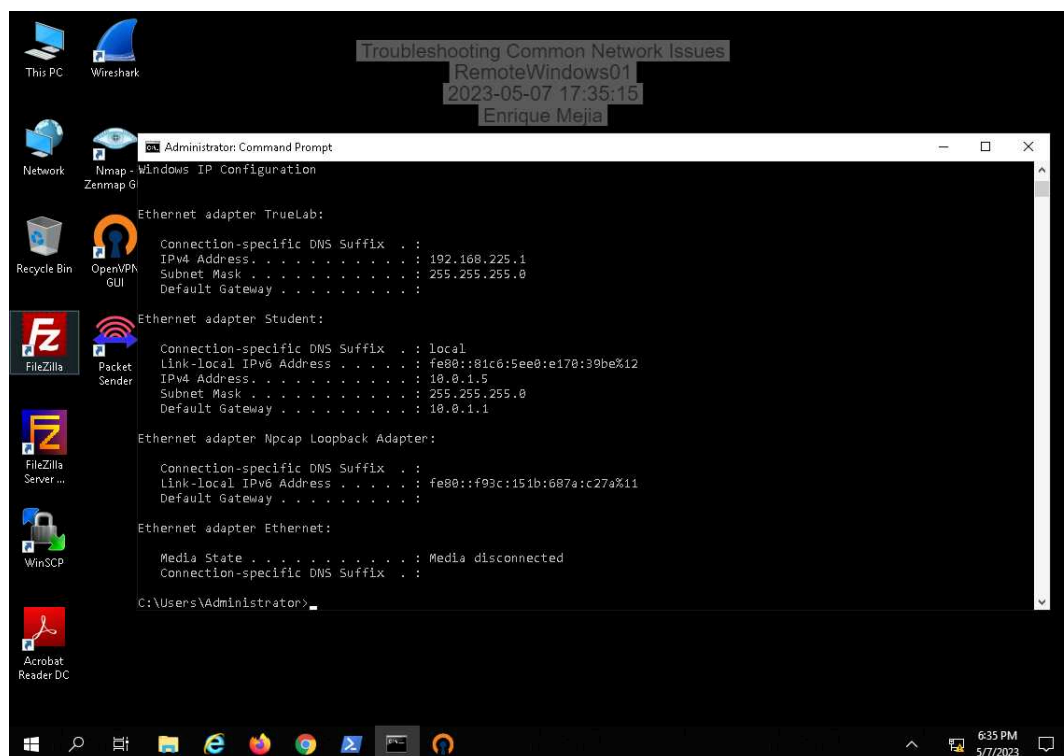 This PC
Wireshark
Troubleshooting Common Network Issues
RemoteWindows01
2023-05-07 17:35:15
Enrique Mejia
Network
Nmap -
Zenmap G
Recycle Bin
OpenVPN
GUI
FileZilla
Packet
Sender
FileZilla
Server ...
WinSCP
Acrobat
Reader DC
Administrator: Command Prompt
Windows IP Configuration
Ethernet adapter TrueLab:
Connection-specific DNS Suffix . :
IPv4 Address. . . . . . . . . . . : 192.168.225.1
Subnet Mask . . . . . . . . . . . : 255.255.255.0
Default Gateway . . . . . . . . . :
Ethernet adapter Student:
Connection-specific DNS Suffix . : local
Link-local IPv6 Address . . . . . : fe80::81c6:5ee0:e170:39be%12
IPv4 Address. . . . . . . . . . . : 10.0.1.5
Subnet Mask . . . . . . . . . . . : 255.255.255.0
Default Gateway . . . . . . . . . : 10.0.1.1
Ethernet adapter Npcap Loopback Adapter:
Connection-specific DNS Suffix . :
Link-local IPv6 Address . . . . . : fe80::f93c:151b:687a:c27a%11
Default Gateway . . . . . . . . . :
Ethernet adapter Ethernet:
Media State . . . . . . . . . . . : Media disconnected
Connection-specific DNS Suffix . :
C:\Users\Administrator>
6:35 PM
5/7/2023